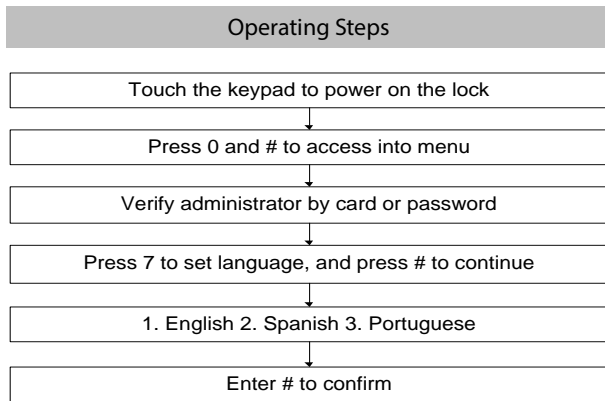 Operating Steps
Touch the keypad to power on the lock
Press 0 and # to access into menu
Verify administrator by card or password
Press 7 to set language, and press # to continue
1. English 2. Spanish 3. Portuguese
Enter # to confirm